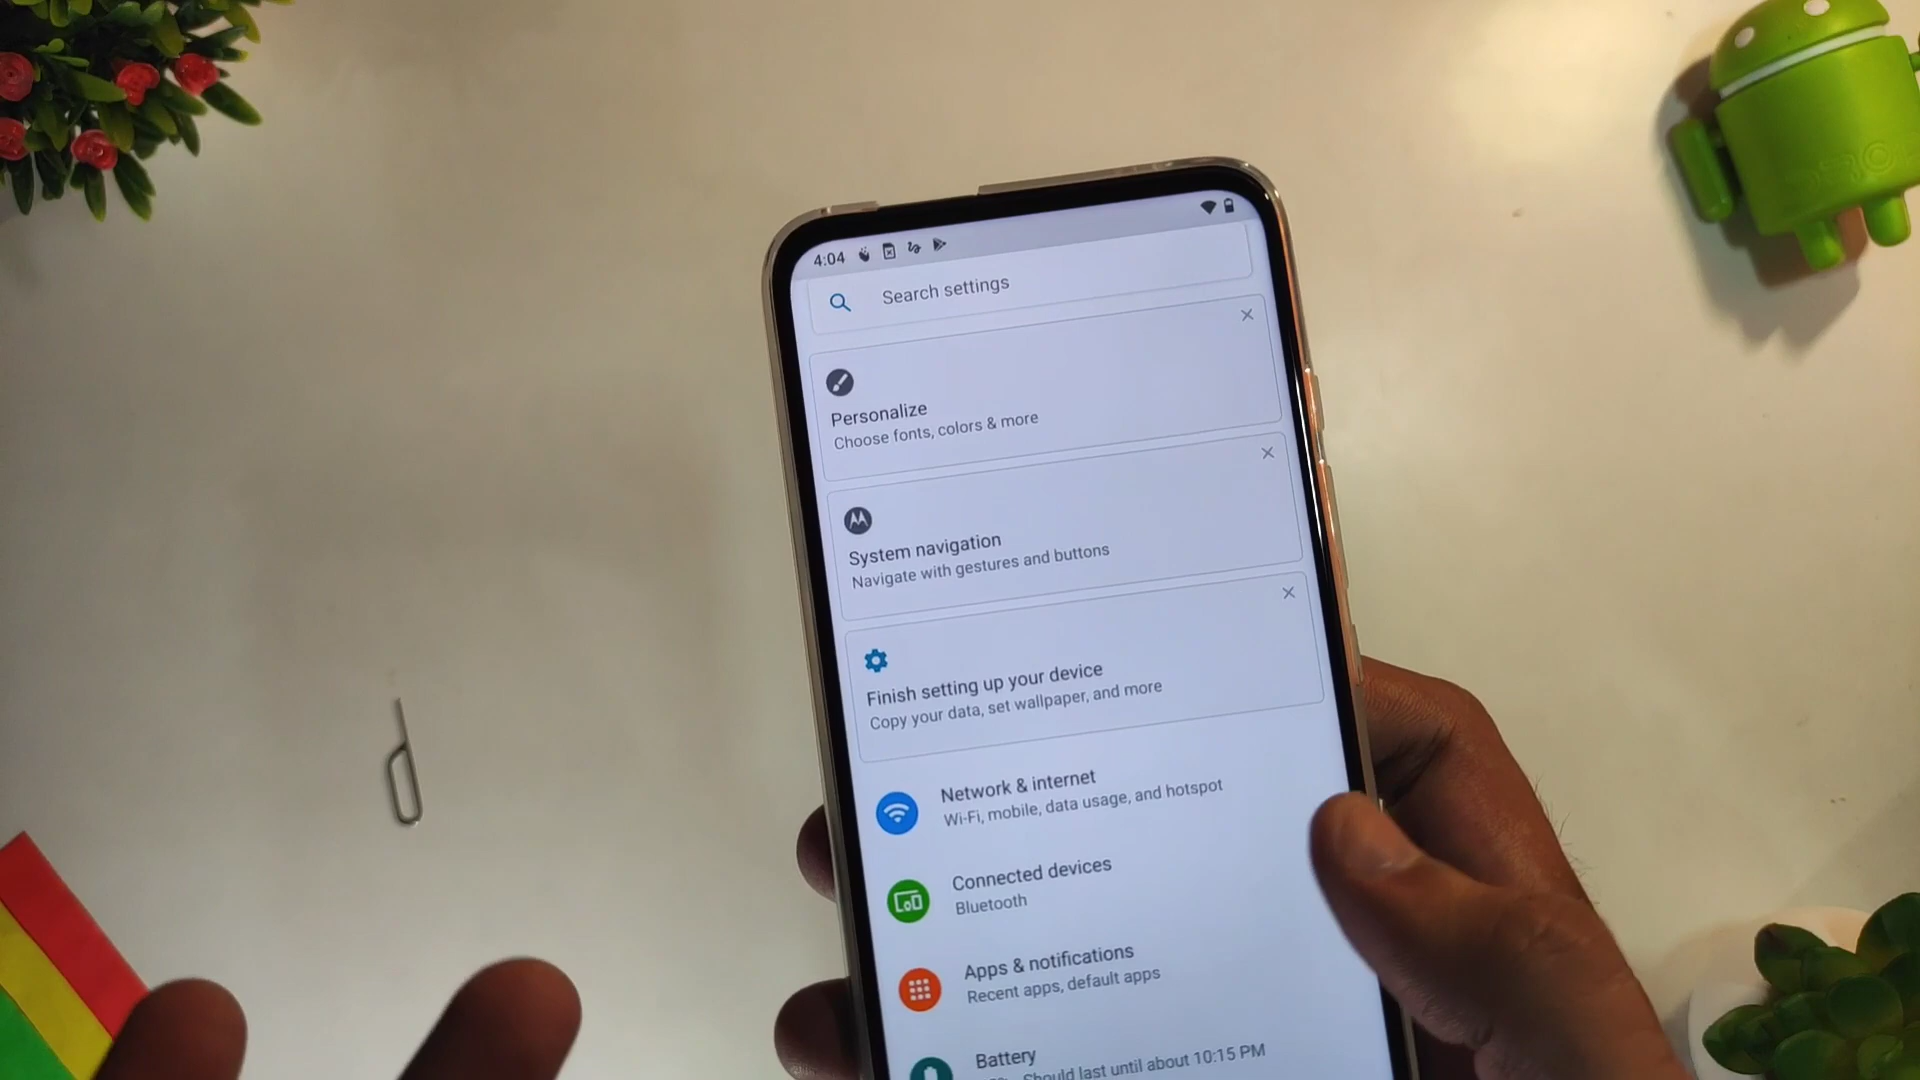 4:04
Search settings
Personalize
Choose fonts, colors & more
System navigation
Navigate with gestures and buttons
Finish setting up your device
Copy your data, set wallpaper, and more
Network & internet
Wi-Fi, mobile, data usage, and hotspot
Connected devices
Bluetooth
Apps & notifications
Recent apps, default apps
Battery
Should last until about 10:15 PM